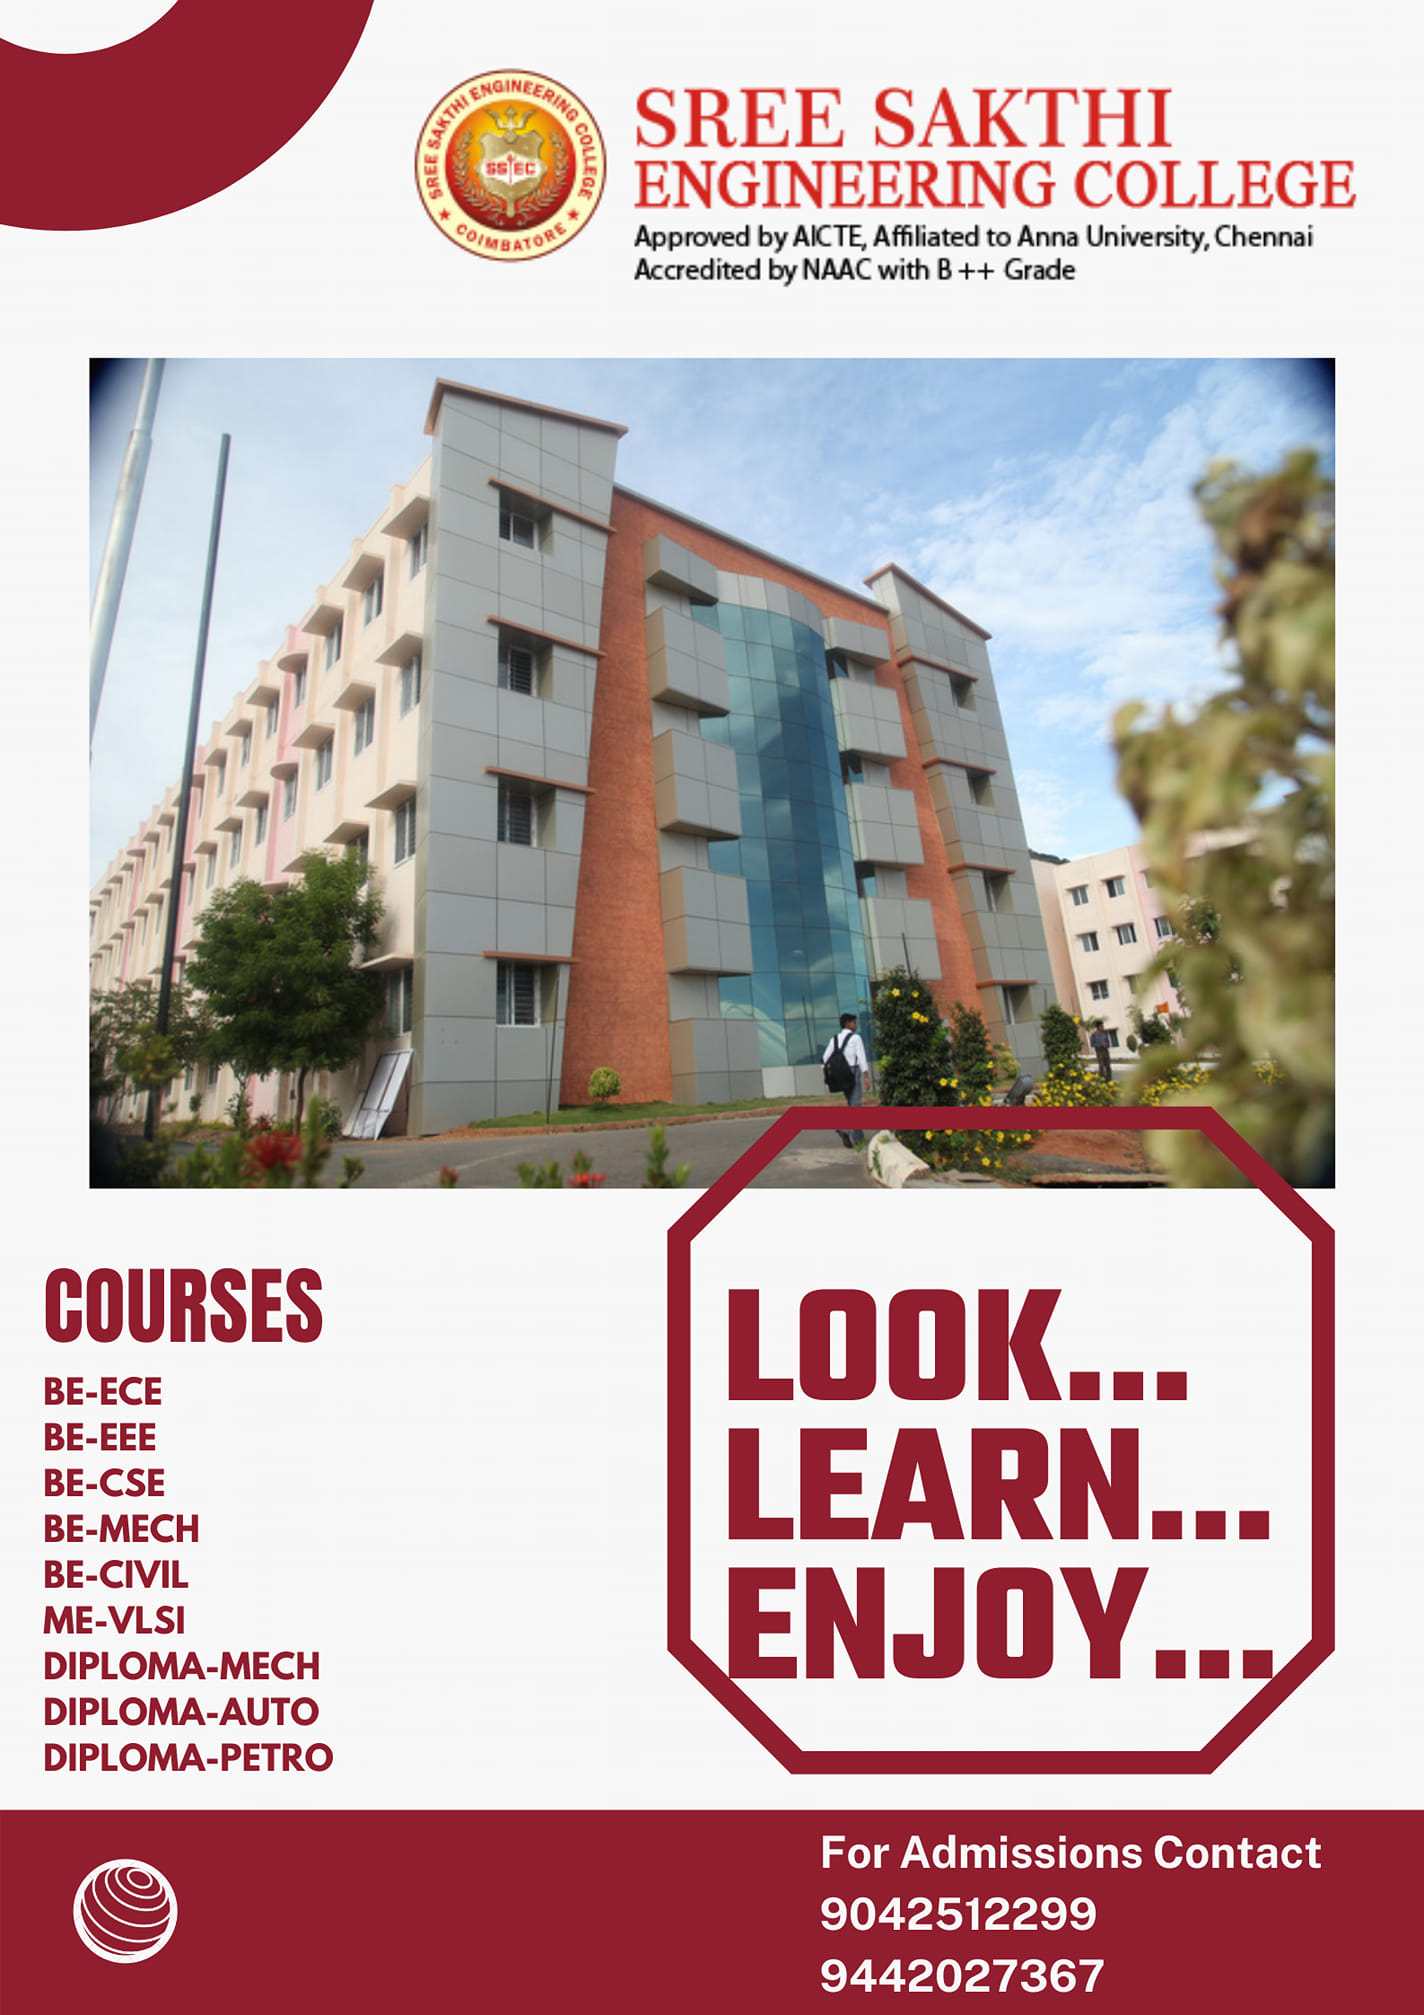 SREE SAKTHI ENGINEERING COLLEGE
SSEC
★ COIMBATORE ★
SREE SAKTHI
ENGINEERING COLLEGE
Approved by AICTE, Affiliated to Anna University, Chennai
Accredited by NAAC with B ++ Grade
COURSES
BE-ECE
BE-EEE
BE-CSE
BE-MECH
BE-CIVIL
ME-VLSI
DIPLOMA-MECH
DIPLOMA-AUTO
DIPLOMA-PETRO
LOOK...
LEARN...
ENJOY...
For Admissions Contact
9042512299
9442027367